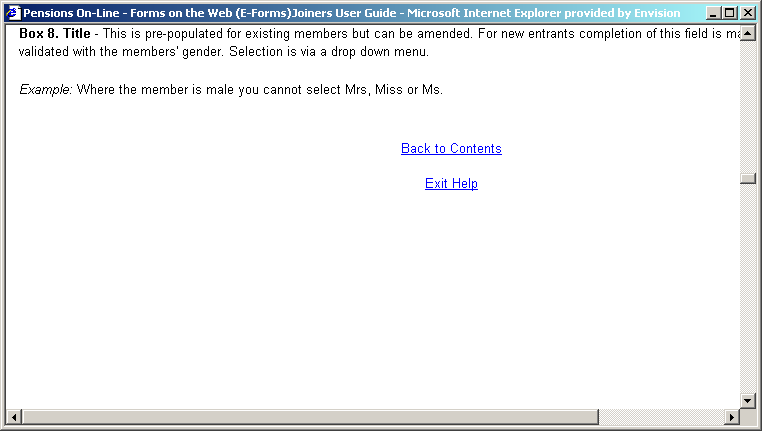 Pensions On-Line - Forms on the Web (E-Forms)Joiners User Guide - Microsoft Internet Explorer provided by Envision
Box 8. Title - This is pre-populated for existing members but can be amended. For new entrants completion of this field is
validated with the members' gender. Selection is via a drop down menu.
Example: Where the member is male you cannot select Mrs, Miss or Ms.
Back to Contents
Exit Help